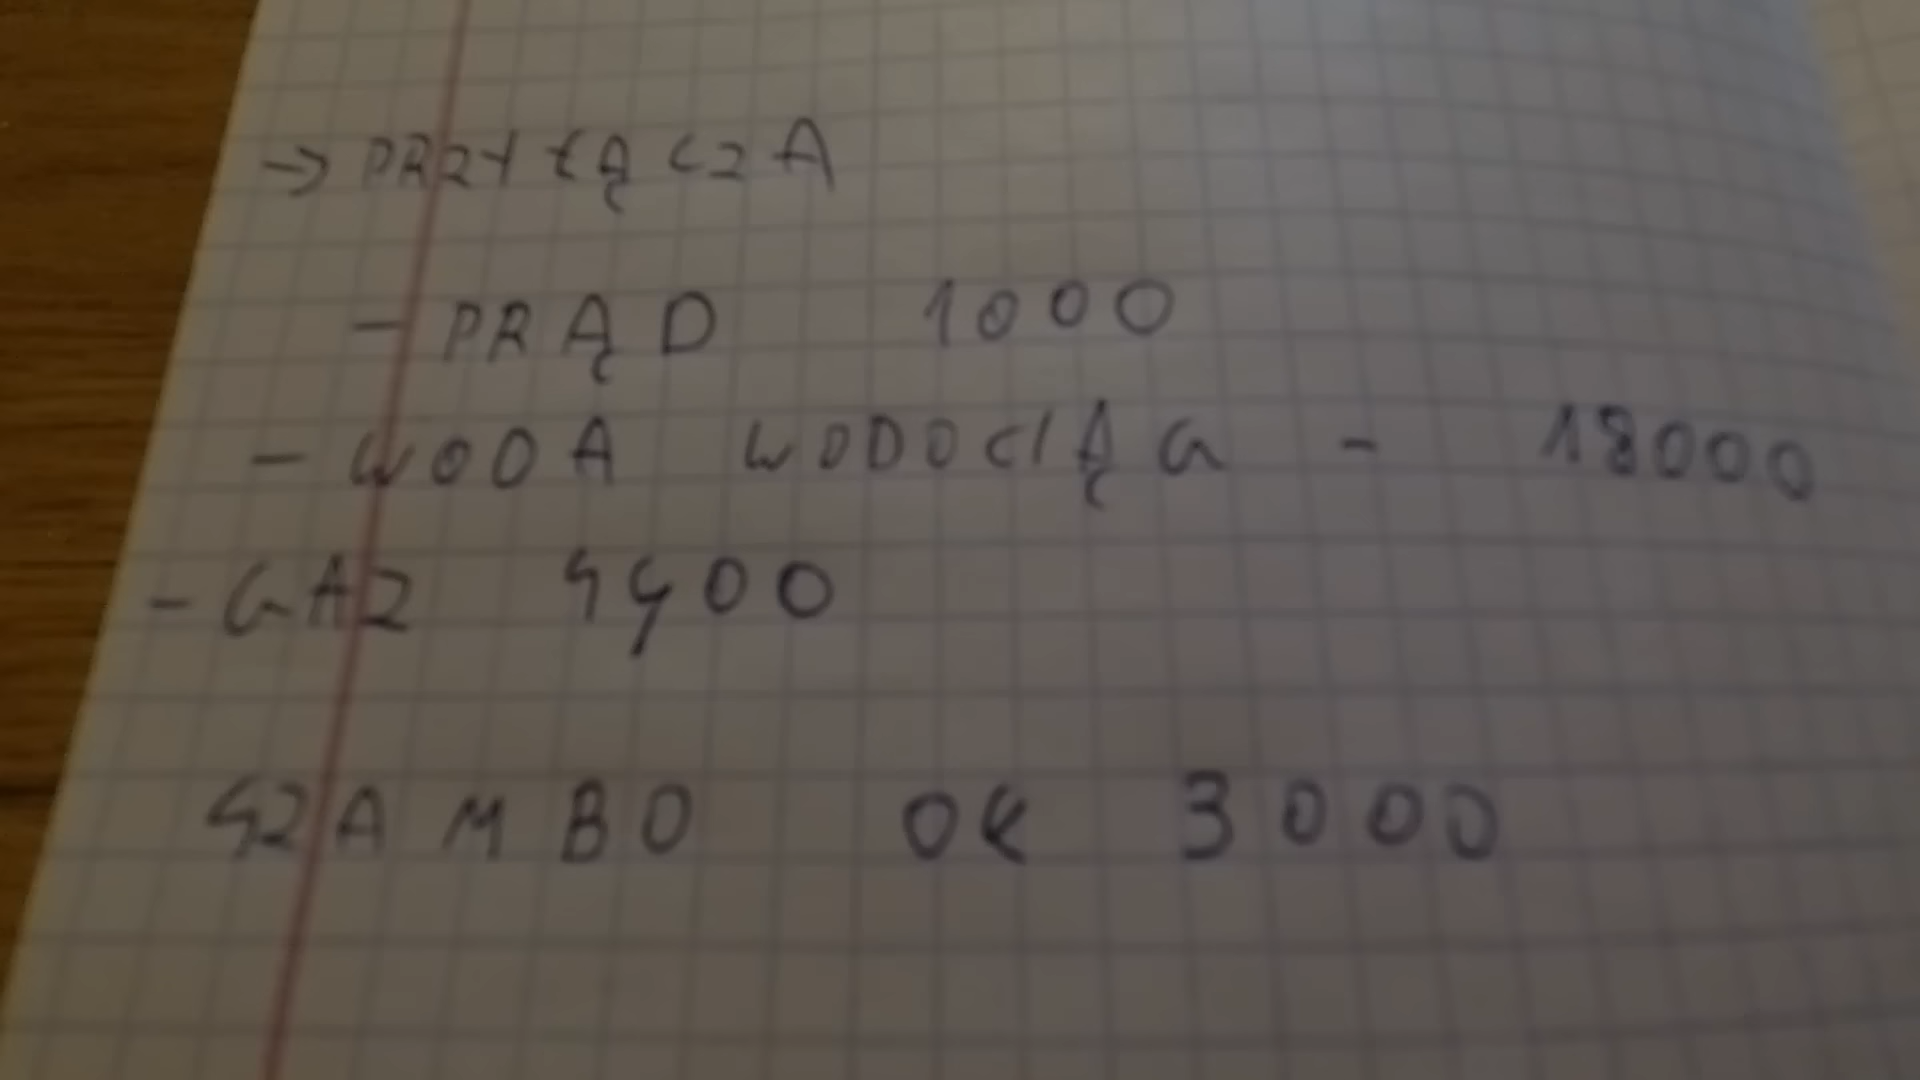 → PRZYŁĄCZA
- PRĄD 1000
- WODA WODOCIĄG - 18000
- GAZ 4400
SZAMBO OK 3000